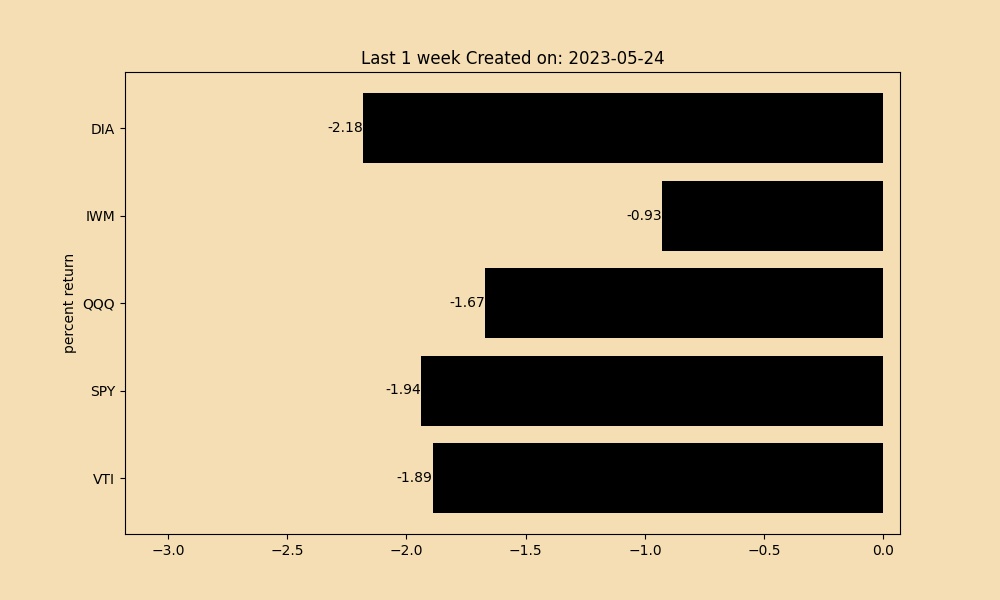 Last 1 week Created on: 2023-05-24
percent return
DIA
-2.18
IWM
-0.93
QQQ
-1.67
SPY
-1.94
VTI
-1.89
−3.0
−2.5
−2.0
−1.5
−1.0
−0.5
0.0